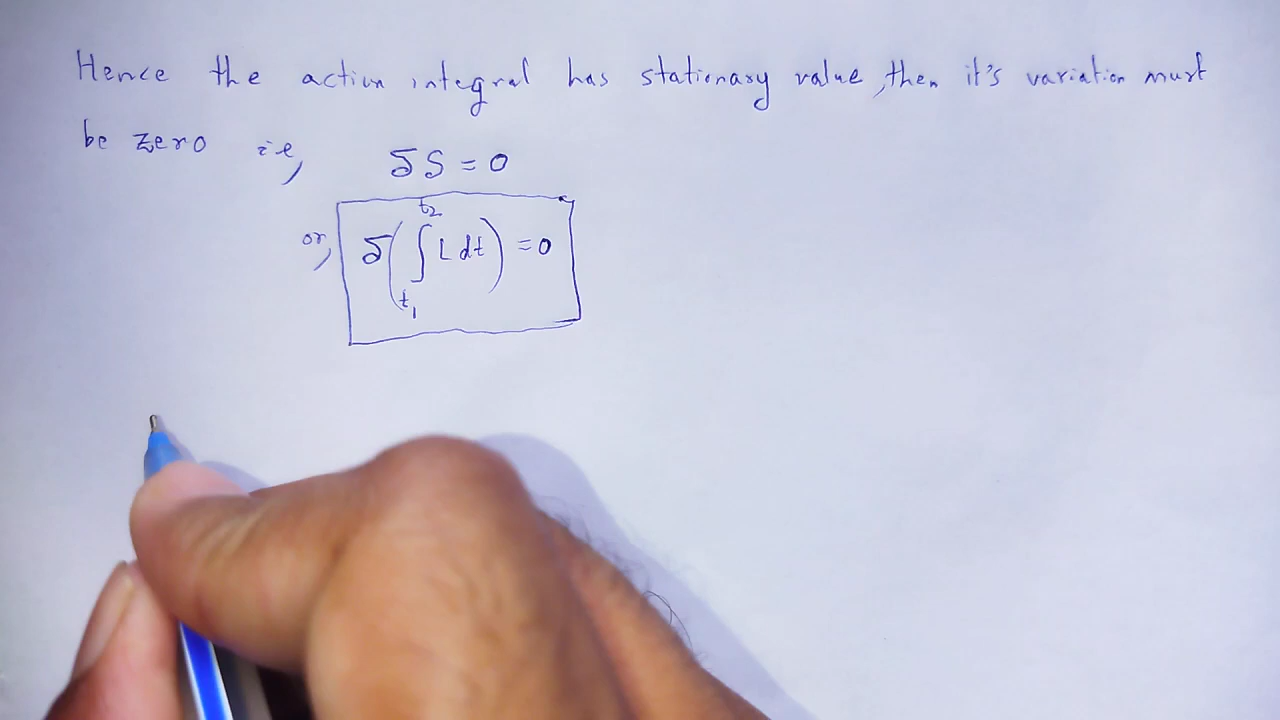 Hence the action integral has stationary value, then it's variation must
be zero ie, δS = 0
or, δ(∫_{t₁}^{t₂} L dt) = 0